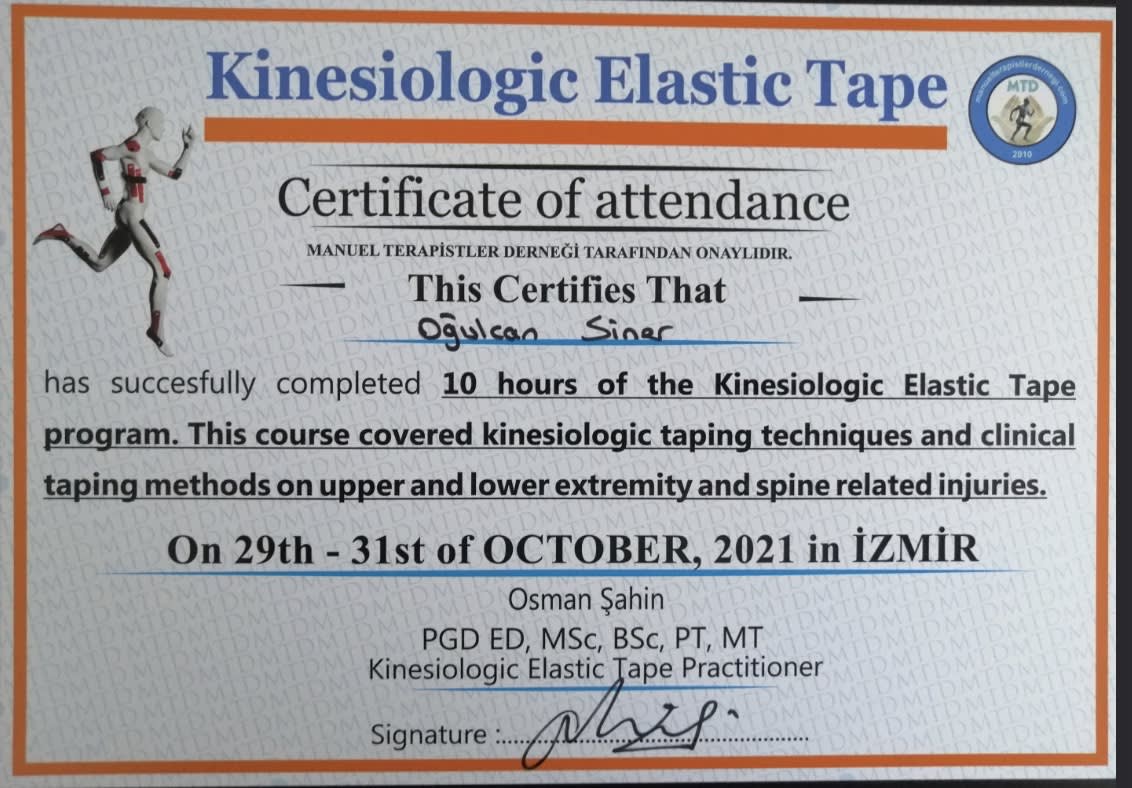 Kinesiologic Elastic Tape
manuelterapistlerdernegi.com
MTD
2010
Certificate of attendance
MANUEL TERAPİSTLER DERNEĞİ TARAFINDAN ONAYLIDIR.
This Certifies That
Oğulcan Siner
has succesfully completed 10 hours of the Kinesiologic Elastic Tape
program. This course covered kinesiologic taping techniques and clinical
taping methods on upper and lower extremity and spine related injuries.
On 29th - 31st of OCTOBER, 2021 in İZMİR
Osman Şahin
PGD ED, MSc, BSc, PT, MT
Kinesiologic Elastic Tape Practitioner
Signature :